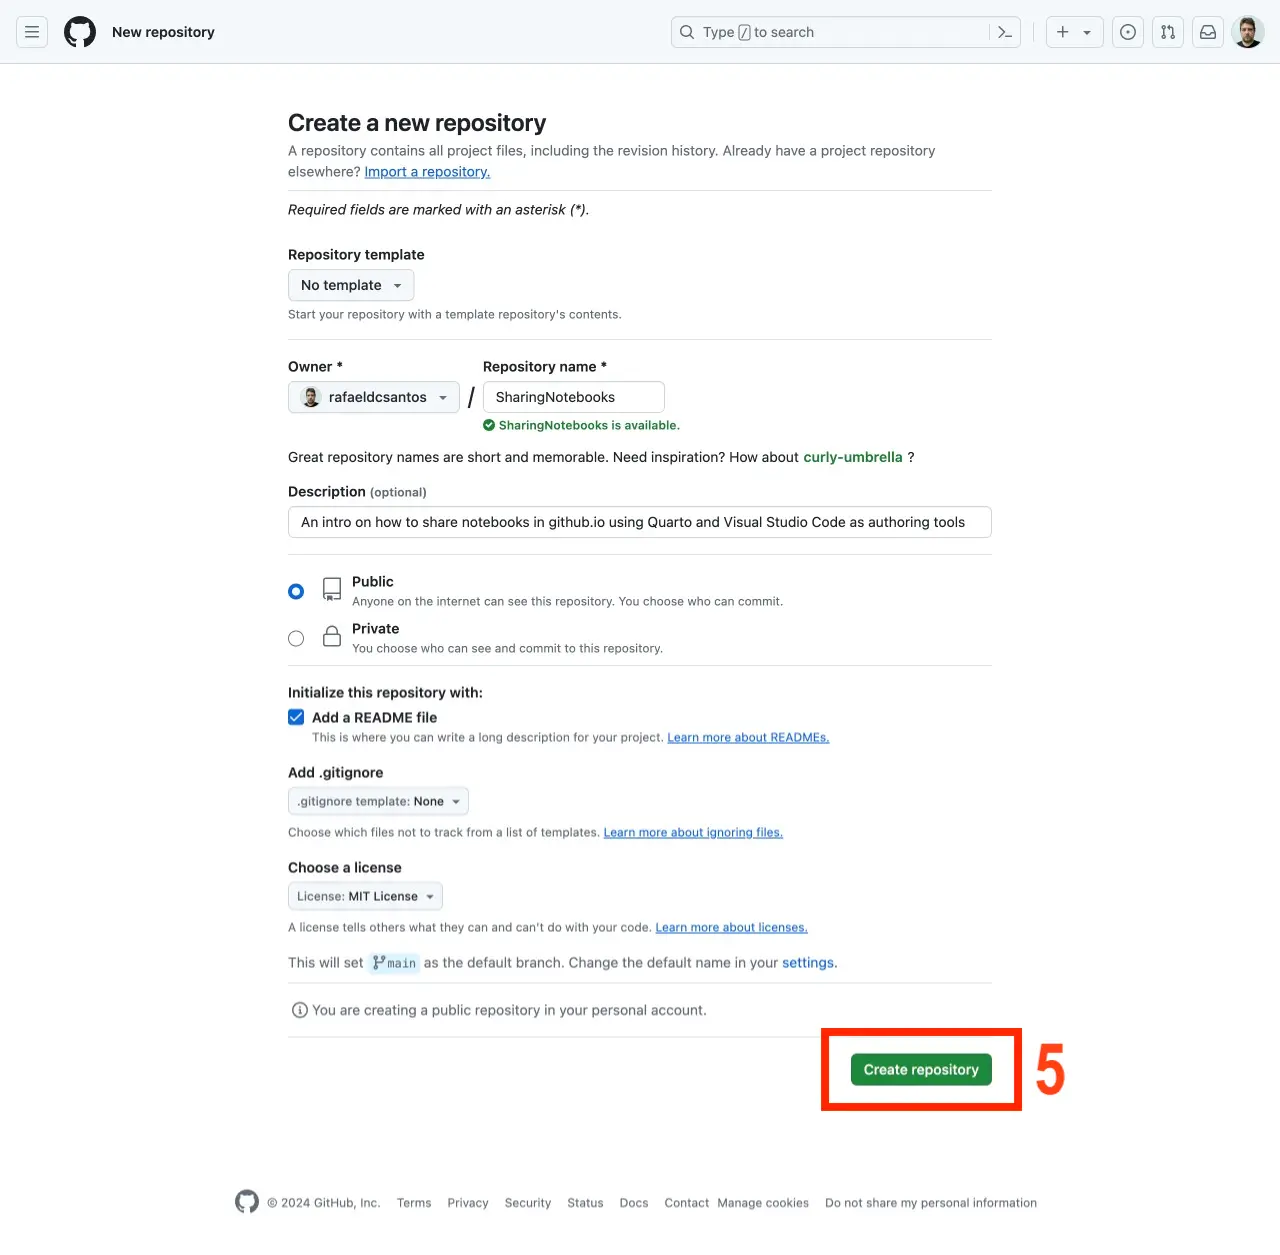 New repository
Type / to search
Create a new repository
A repository contains all project files, including the revision history. Already have a project repository
elsewhere? Import a repository.
Required fields are marked with an asterisk (*).
Repository template
No template
Start your repository with a template repository's contents.
Owner * Repository name *
rafaeldcsantos / SharingNotebooks
SharingNotebooks is available.
Great repository names are short and memorable. Need inspiration? How about curly-umbrella ?
Description (optional)
An intro on how to share notebooks in github.io using Quarto and Visual Studio Code as authoring tools
Public
Anyone on the internet can see this repository. You choose who can commit.
Private
You choose who can see and commit to this repository.
Initialize this repository with:
Add a README file
This is where you can write a long description for your project. Learn more about READMEs.
Add .gitignore
.gitignore template: None
Choose which files not to track from a list of templates. Learn more about ignoring files.
Choose a license
License: MIT License
A license tells others what they can and can't do with your code. Learn more about licenses.
This will set main as the default branch. Change the default name in your settings.
You are creating a public repository in your personal account.
Create repository 5
© 2024 GitHub, Inc. Terms Privacy Security Status Docs Contact Manage cookies Do not share my personal information